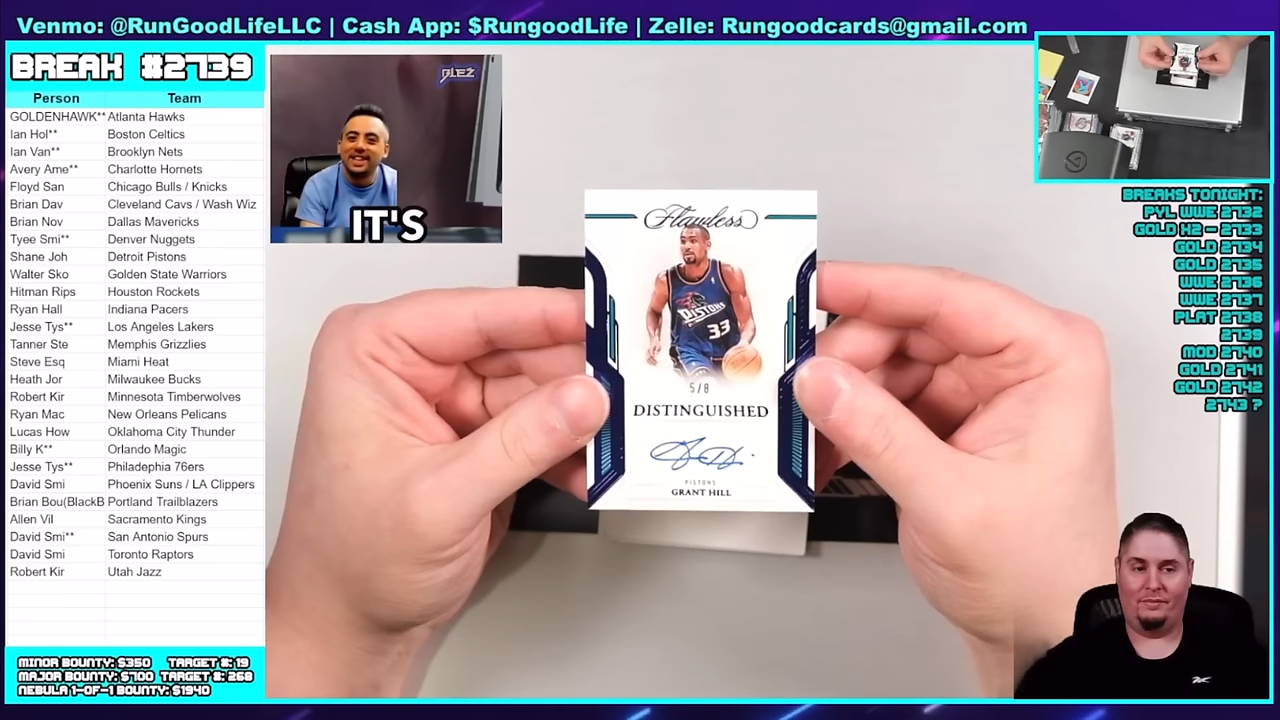 Venmo: @RunGoodLifeLLC | Cash App: $RungoodLife | Zelle: Rungoodcards@gmail.com
BREAK #2739
Person Team
GOLDENHAWK** Atlanta Hawks
Ian Hol** Boston Celtics
Ian Van** Brooklyn Nets
Avery Ame** Charlotte Hornets
Floyd San Chicago Bulls / Knicks
Brian Dav Cleveland Cavs / Wash Wiz
Brian Nov Dallas Mavericks
Tyee Smi** Denver Nuggets
Shane Joh Detroit Pistons
Walter Sko Golden State Warriors
Hitman Rips Houston Rockets
Ryan Hall Indiana Pacers
Jesse Tys** Los Angeles Lakers
Tanner Ste Memphis Grizzlies
Steve Esq Miami Heat
Heath Jor Milwaukee Bucks
Robert Kir Minnesota Timberwolves
Ryan Mac New Orleans Pelicans
Lucas How Oklahoma City Thunder
Billy K** Orlando Magic
Jesse Tys** Philadephia 76ers
David Smi Phoenix Suns / LA Clippers
Brian Bou(BlackB Portland Trailblazers
Allen Vil Sacramento Kings
David Smi** San Antonio Spurs
David Smi Toronto Raptors
Robert Kir Utah Jazz
MINOR BOUNTY: $350 TARGET #: 19
MAJOR BOUNTY: $700 TARGET #: 268
NEBULA 1-OF-1 BOUNTY: $1940
BLEZ
IT'S
Flawless
PISTONS
33
5/8
DISTINGUISHED
PISTONS
GRANT HILL
BREAKS TONIGHT:
PYL WWE 2732
GOLD X2 - 2733
GOLD 2734
GOLD 2735
WWE 2736
WWE 2737
PLAT 2738
2739
MOD 2740
GOLD 2741
GOLD 2742
2743 ?